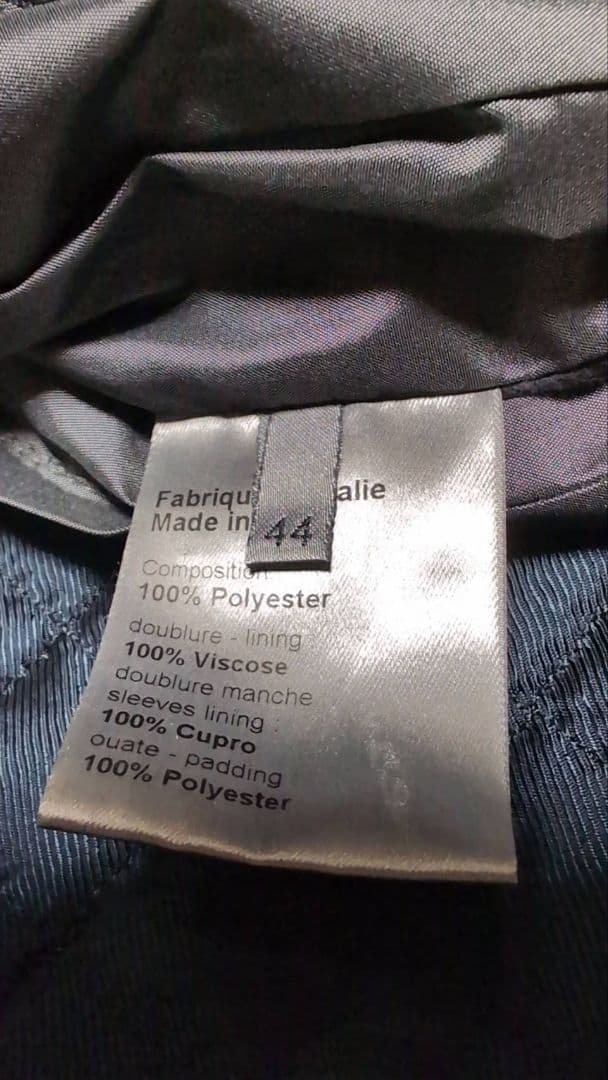 Fabriqu alie
Made in
44
Composition
100% Polyester
doublure - lining
100% Viscose
doublure manche
sleeves lining :
100% Cupro
ouate - padding
100% Polyester